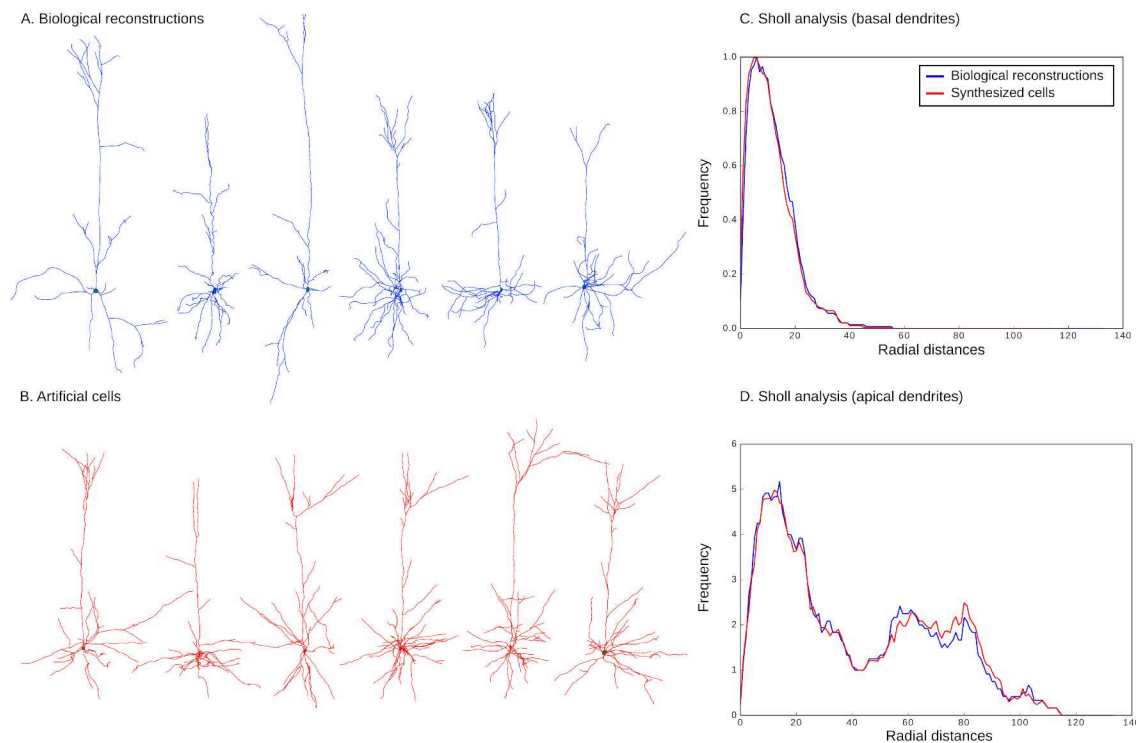 A. Biological reconstructions
C. Sholl analysis (basal dendrites)
1.0
0.8
0.6
0.4
0.2
0.0
Frequency
Biological reconstructions
Synthesized cells
0 20 40 60 80 100 120 140
Radial distances
B. Artificial cells
D. Sholl analysis (apical dendrites)
6
5
4
3
2
1
0
Frequency
0 20 40 60 80 100 120 140
Radial distances